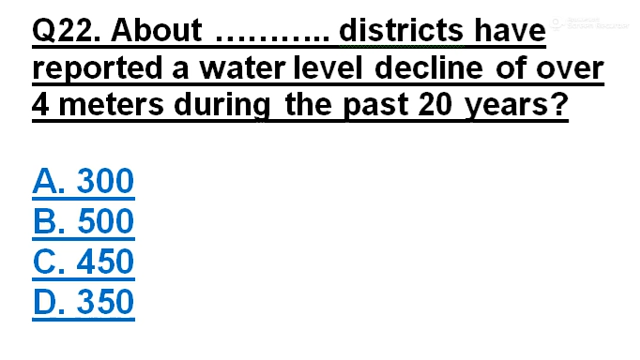 Q22. About ……….. districts have
reported a water level decline of over
4 meters during the past 20 years?
A. 300
B. 500
C. 450
D. 350